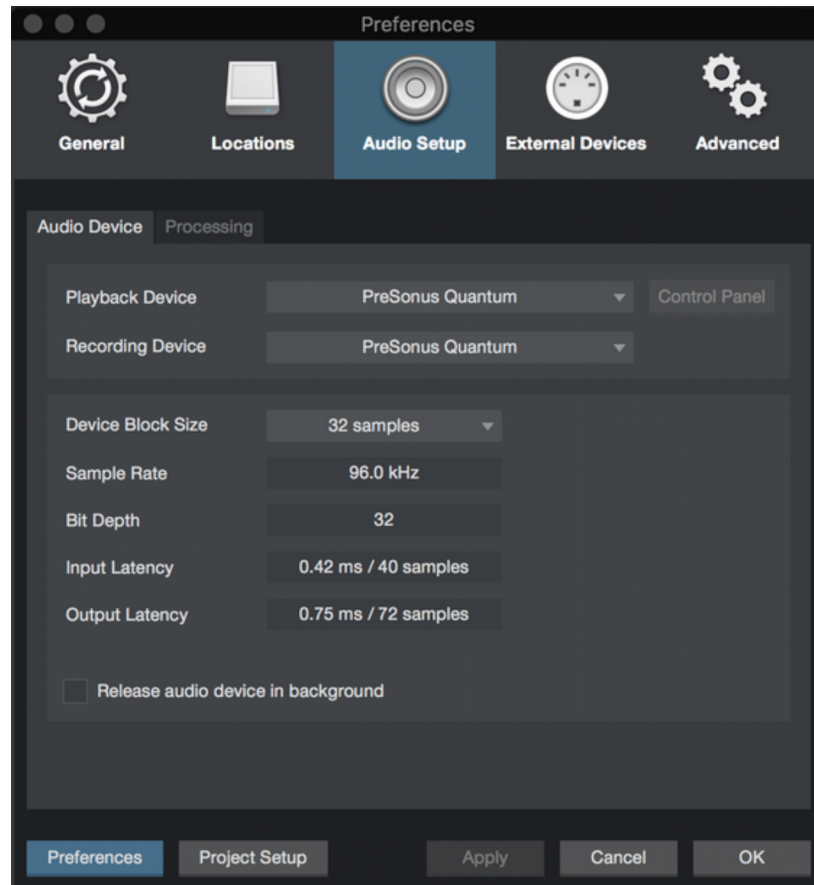 Preferences
General Locations Audio Setup External Devices Advanced
Audio Device Processing
Playback Device PreSonus Quantum Control Panel
Recording Device PreSonus Quantum
Device Block Size 32 samples
Sample Rate 96.0 kHz
Bit Depth 32
Input Latency 0.42 ms / 40 samples
Output Latency 0.75 ms / 72 samples
Release audio device in background
Preferences Project Setup Apply Cancel OK